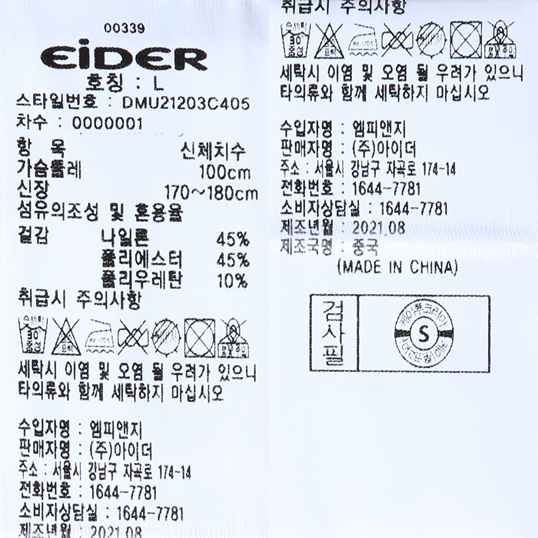 00339
EiDER
호칭 : L
스타일번호 : DMU21203C405
차수 : 0000001
항 목 신체치수
가슴둘레 100cm
신장 170~180cm
섬유의조성 및 혼용율
겉감 나일론 45%
폴리에스터 45%
폴리우레탄 10%
취급시 주의사항
30
중성
세탁시 이염 및 오염 될 우려가 있으니
타의류와 함께 세탁하지 마십시오
수입자명 : 엠피앤지
판매자명 : (주)아이더
주소 : 서울시 강남구 자곡로 174-14
전화번호 : 1644-7781
소비자상담실 : 1644-7781
제조년월 : 2021.08
취급시 주의사항
30
중성
세탁시 이염 및 오염 될 우려가 있으니
타의류와 함께 세탁하지 마십시오
수입자명 : 엠피앤지
판매자명 : (주)아이더
주소 : 서울시 강남구 자곡로 174-14
전화번호 : 1644-7781
소비자상담실 : 1644-7781
제조년월 : 2021.08
제조국명 : 중국
(MADE IN CHINA)
검사필
S